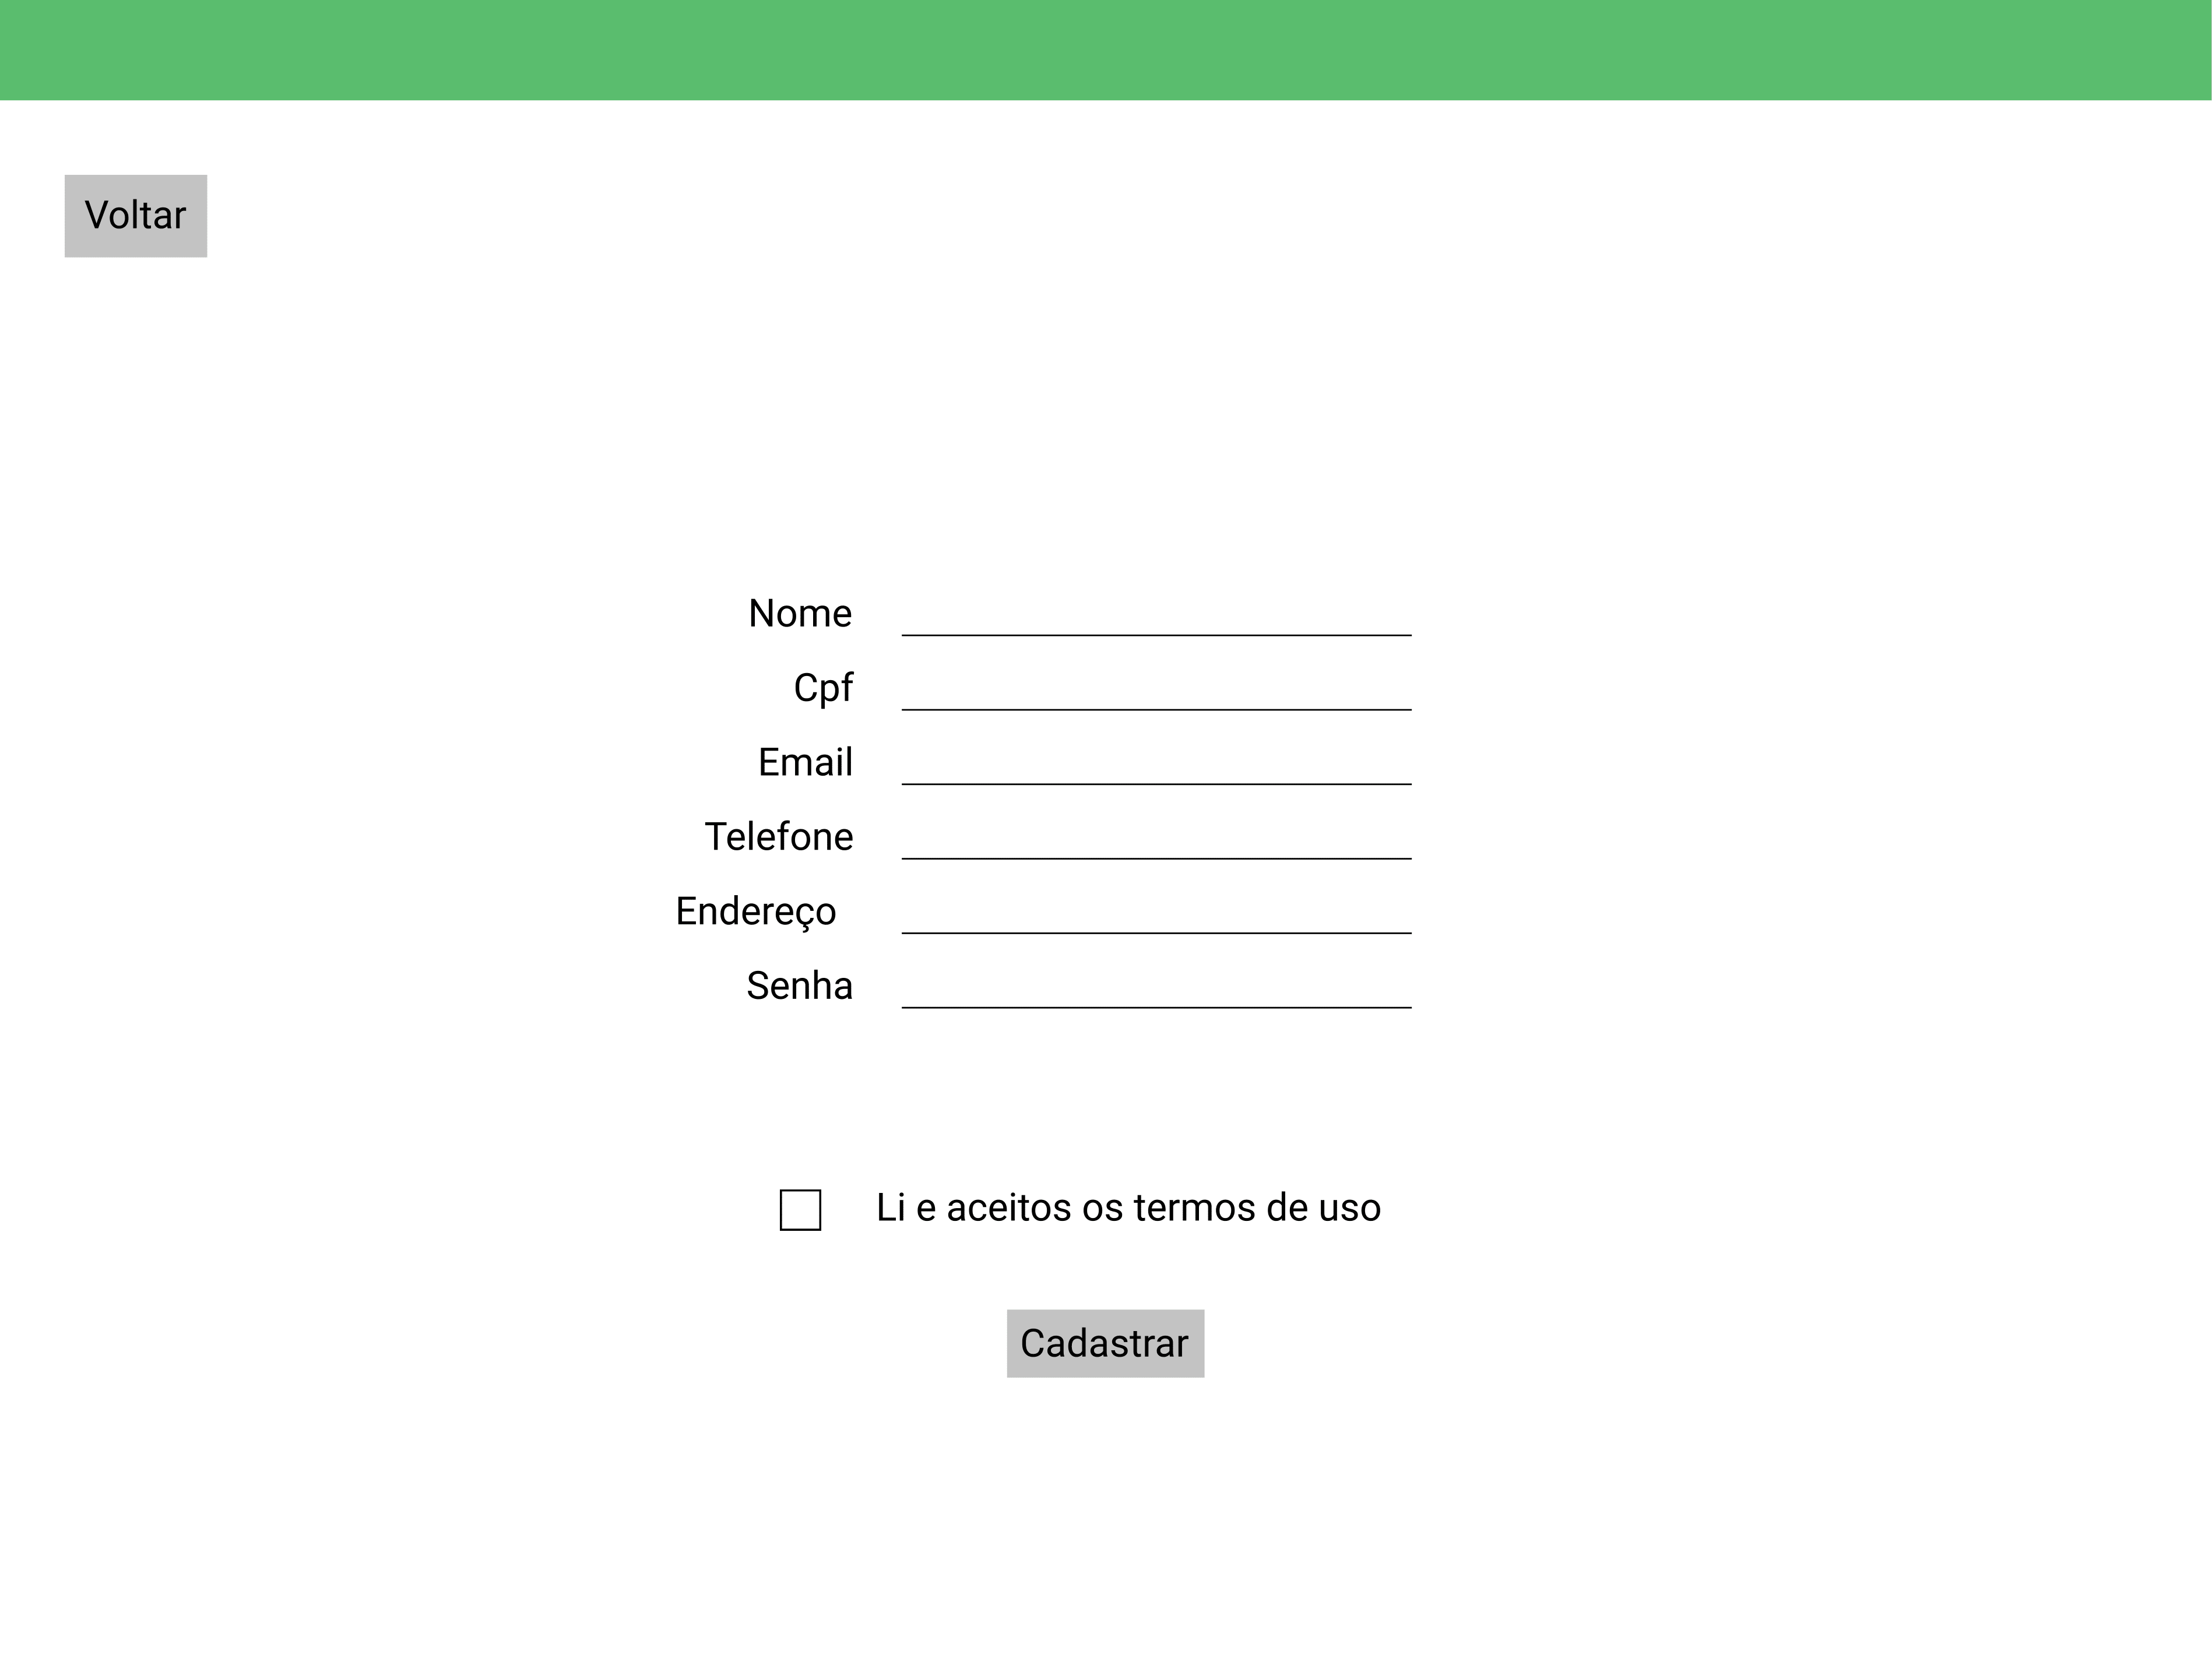 Voltar
Nome
Cpf
Email
Telefone
Endereço
Senha
Li e aceitos os termos de uso
Cadastrar